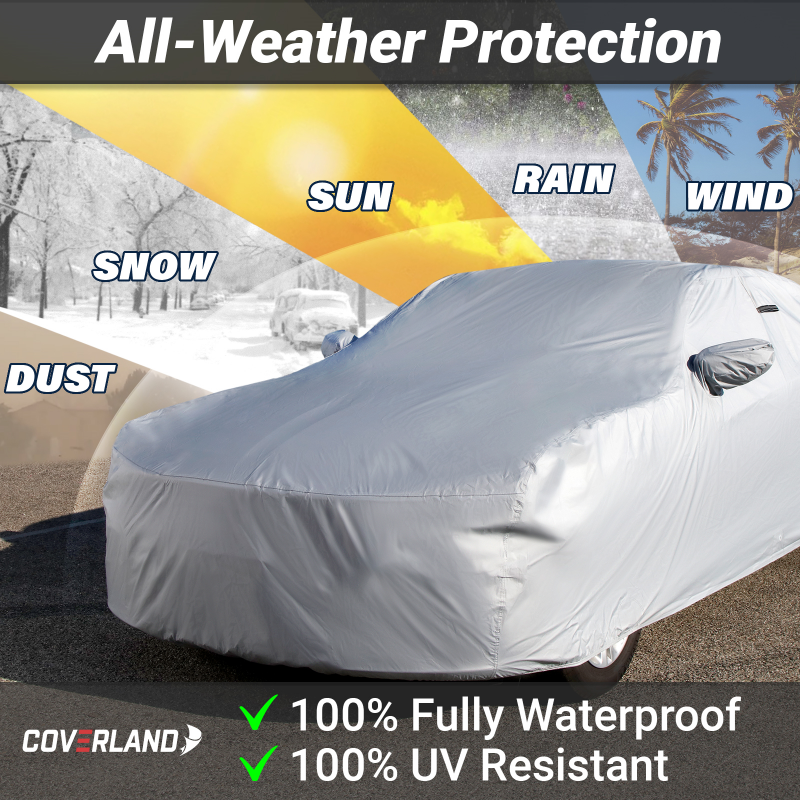 All-Weather Protection
SUN
RAIN
WIND
SNOW
DUST
100% Fully Waterproof
COVERLAND
100% UV Resistant